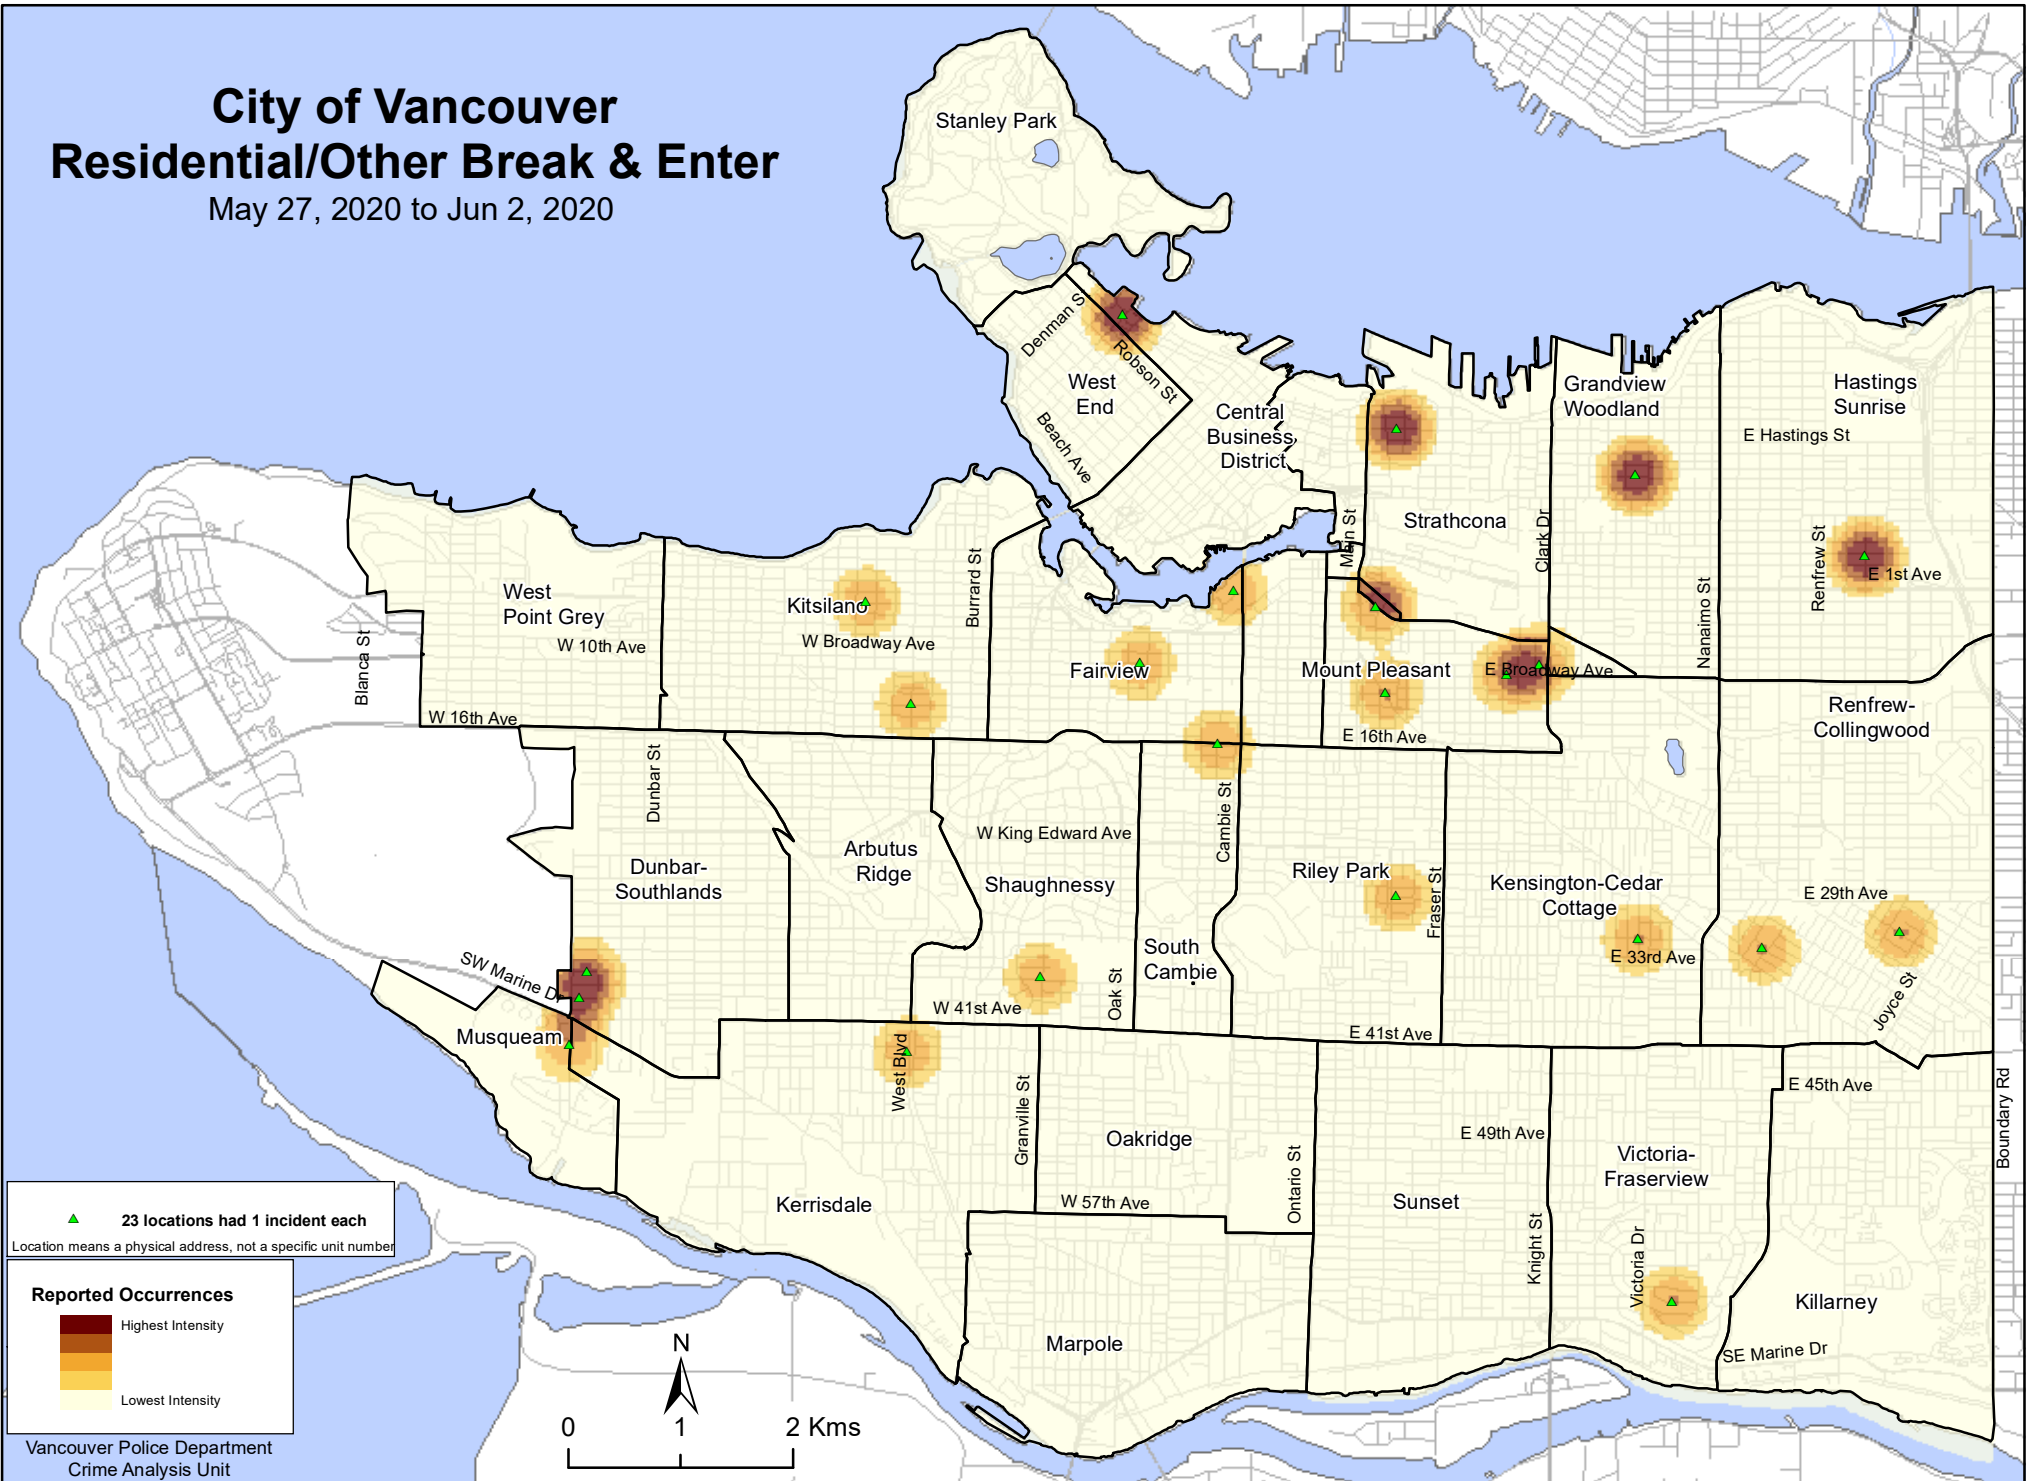 City of Vancouver
Residential/Other Break & Enter
May 27, 2020 to Jun 2, 2020
Stanley Park
Denman S
Robson St
West
End
Beach Ave
Central
Business
District
Grandview
Woodland
Hastings
Sunrise
E Hastings St
Strathcona
Main St
Clark Dr
Renfrew St
E 1st Ave
Nanaimo St
West
Point Grey
W 10th Ave
Blanca St
W 16th Ave
Kitsilano
W Broadway Ave
Burrard St
Fairview
Mount Pleasant
E Broadway Ave
E 16th Ave
Renfrew-
Collingwood
Dunbar St
Dunbar-
Southlands
Arbutus
Ridge
W King Edward Ave
Shaughnessy
Cambie St
Riley Park
Fraser St
Kensington-Cedar
Cottage
E 33rd Ave
E 29th Ave
Joyce St
South
Cambie
Oak St
W 41st Ave
E 41st Ave
SW Marine Dr
Musqueam
West Blvd
Granville St
Oakridge
W 57th Ave
Ontario St
E 49th Ave
Sunset
Knight St
Victoria-
Fraserview
Victoria Dr
E 45th Ave
Boundary Rd
Killarney
SE Marine Dr
Kerrisdale
Marpole
23 locations had 1 incident each
Location means a physical address, not a specific unit number
Reported Occurrences
Highest Intensity
Lowest Intensity
Vancouver Police Department
Crime Analysis Unit
N
0 1 2 Kms